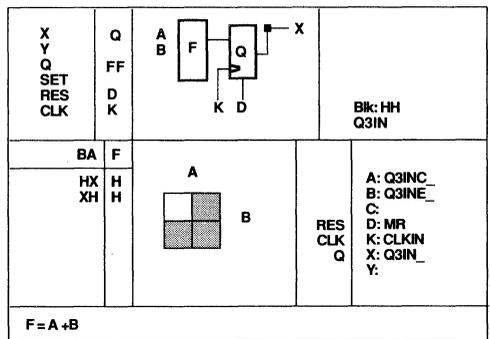 X Q
Y
Q FF
SET
RES D
CLK K
A
B
F
Q
X
K D
Blk: HH
Q3IN
BA F
HX H
XH H
A
B
RES
CLK
Q
A: Q3INC_
B: Q3INE_
C:
D: MR
K: CLKIN
X: Q3IN_
Y:
F = A +B